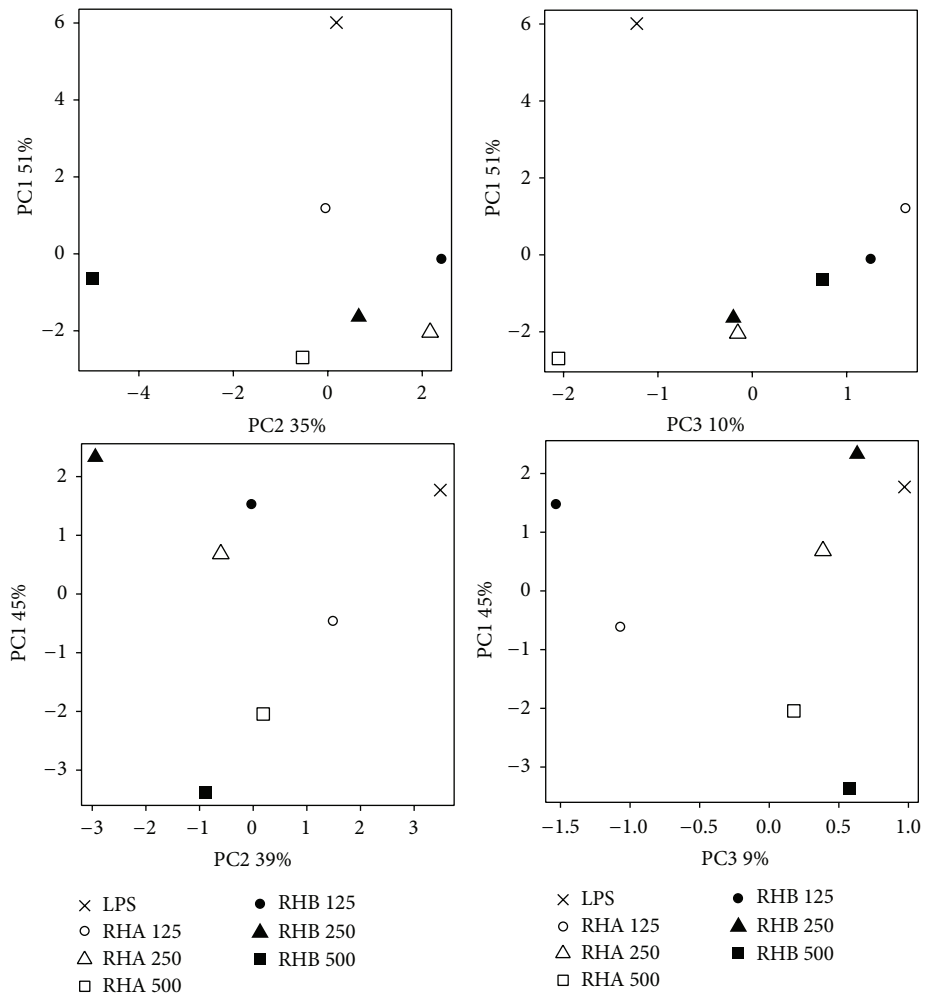 6
4
2
0
−2
PC1 51%
−4 −2 0 2
PC2 35%
6
4
2
0
−2
PC1 51%
−2 −1 0 1
PC3 10%
2
1
0
−1
−2
−3
PC1 45%
−3 −2 −1 0 1 2 3
PC2 39%
2
1
0
−1
−2
−3
PC1 45%
−1.5 −1.0 −0.5 0.0 0.5 1.0
PC3 9%
LPS
RHA 125
RHA 250
RHA 500
RHB 125
RHB 250
RHB 500
LPS
RHA 125
RHA 250
RHA 500
RHB 125
RHB 250
RHB 500